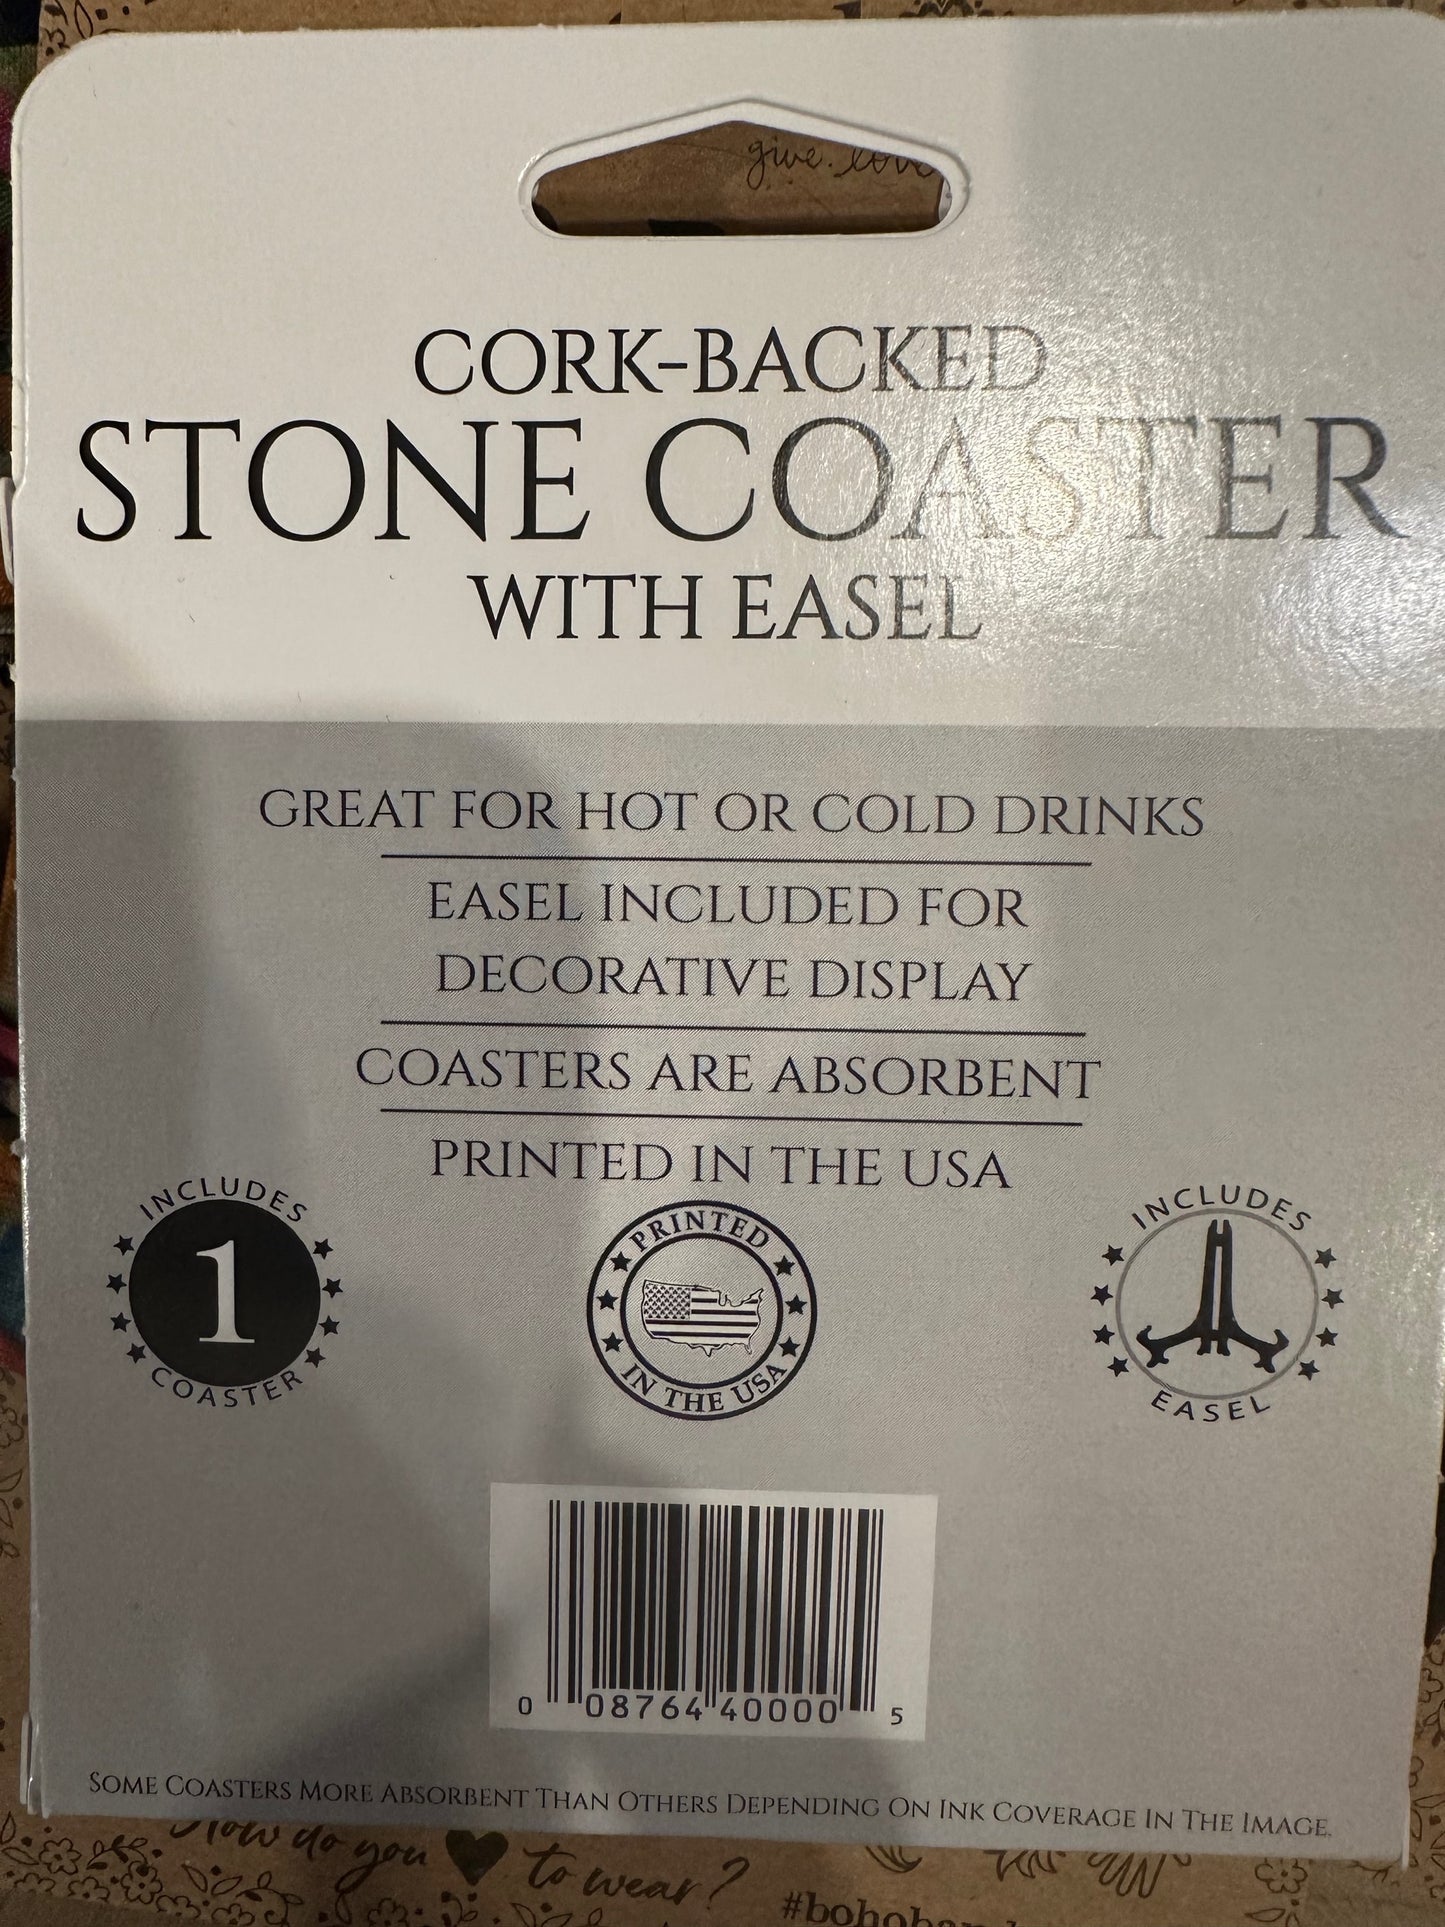 give. love
CORK-BACKED
STONE COASTER
WITH EASEL
GREAT FOR HOT OR COLD DRINKS
EASEL INCLUDED FOR
DECORATIVE DISPLAY
COASTERS ARE ABSORBENT
PRINTED IN THE USA
INCLUDES
1
COASTER
PRINTED
IN THE USA
INCLUDES
EASEL
0 08764 40000 5
SOME COASTERS MORE ABSORBENT THAN OTHERS DEPENDING ON INK COVERAGE IN THE IMAGE.
How do you ♥ to wear?